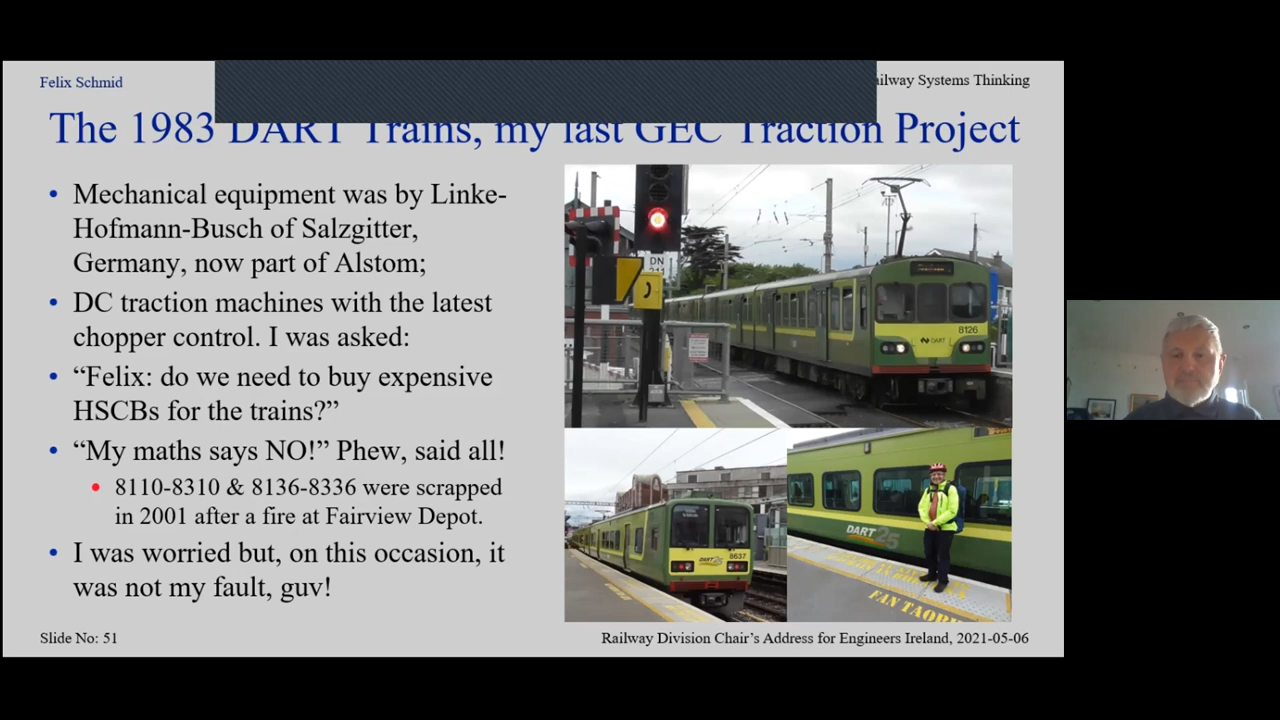 Felix Schmid
ailway Systems Thinking
The 1983 DART Trains, my last GEC Traction Project
• Mechanical equipment was by Linke-
Hofmann-Busch of Salzgitter,
Germany, now part of Alstom;
• DC traction machines with the latest
chopper control. I was asked:
• “Felix: do we need to buy expensive
HSCBs for the trains?”
• “My maths says NO!” Phew, said all!
• 8110-8310 & 8136-8336 were scrapped
in 2001 after a fire at Fairview Depot.
• I was worried but, on this occasion, it
was not my fault, guv!
DN
8126
DART
8637
DART25
FAN TAOBH
Slide No: 51
Railway Division Chair’s Address for Engineers Ireland, 2021-05-06